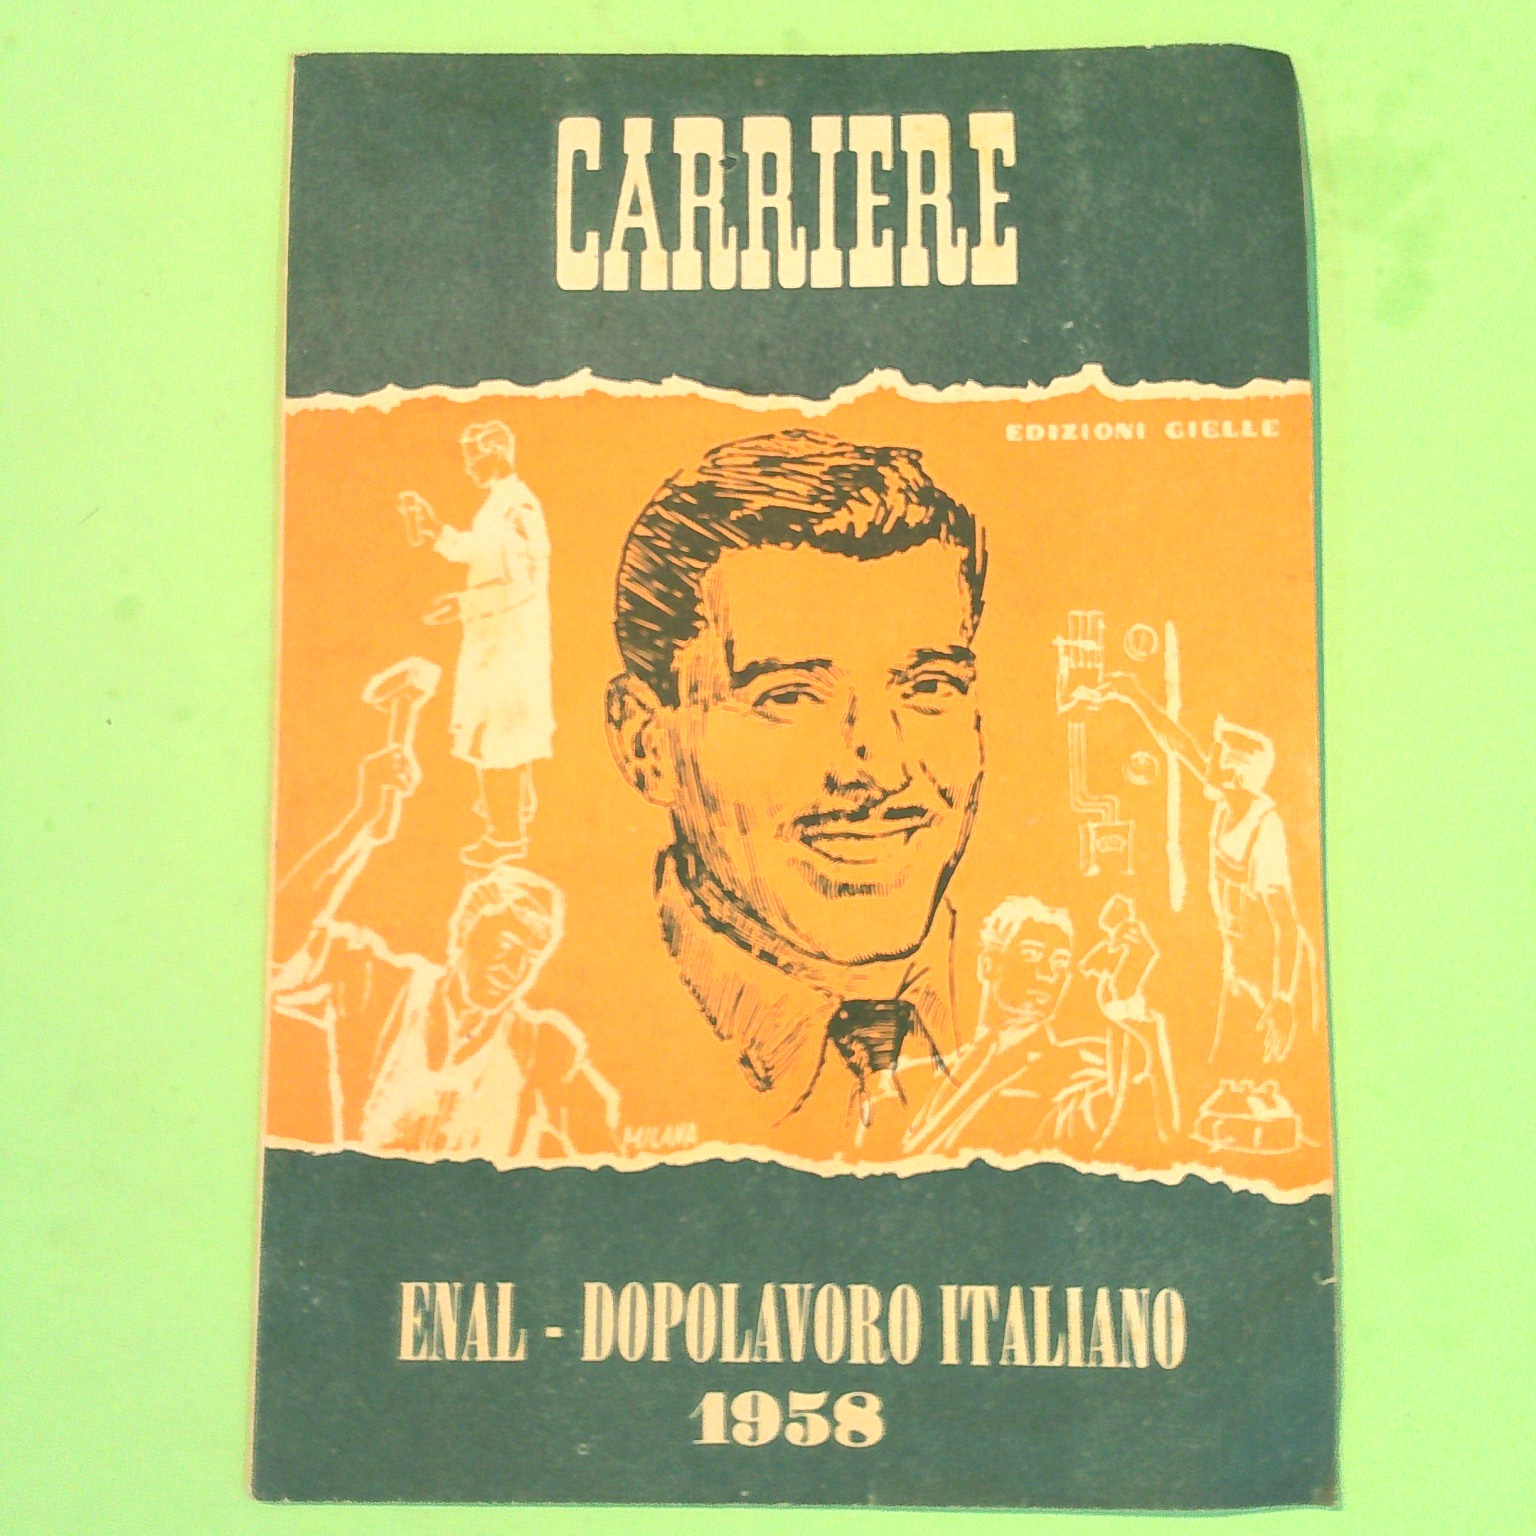 CARRIERE
EDIZIONI GIELLE
MILANA
ENAL - DOPOLAVORO ITALIANO
1958